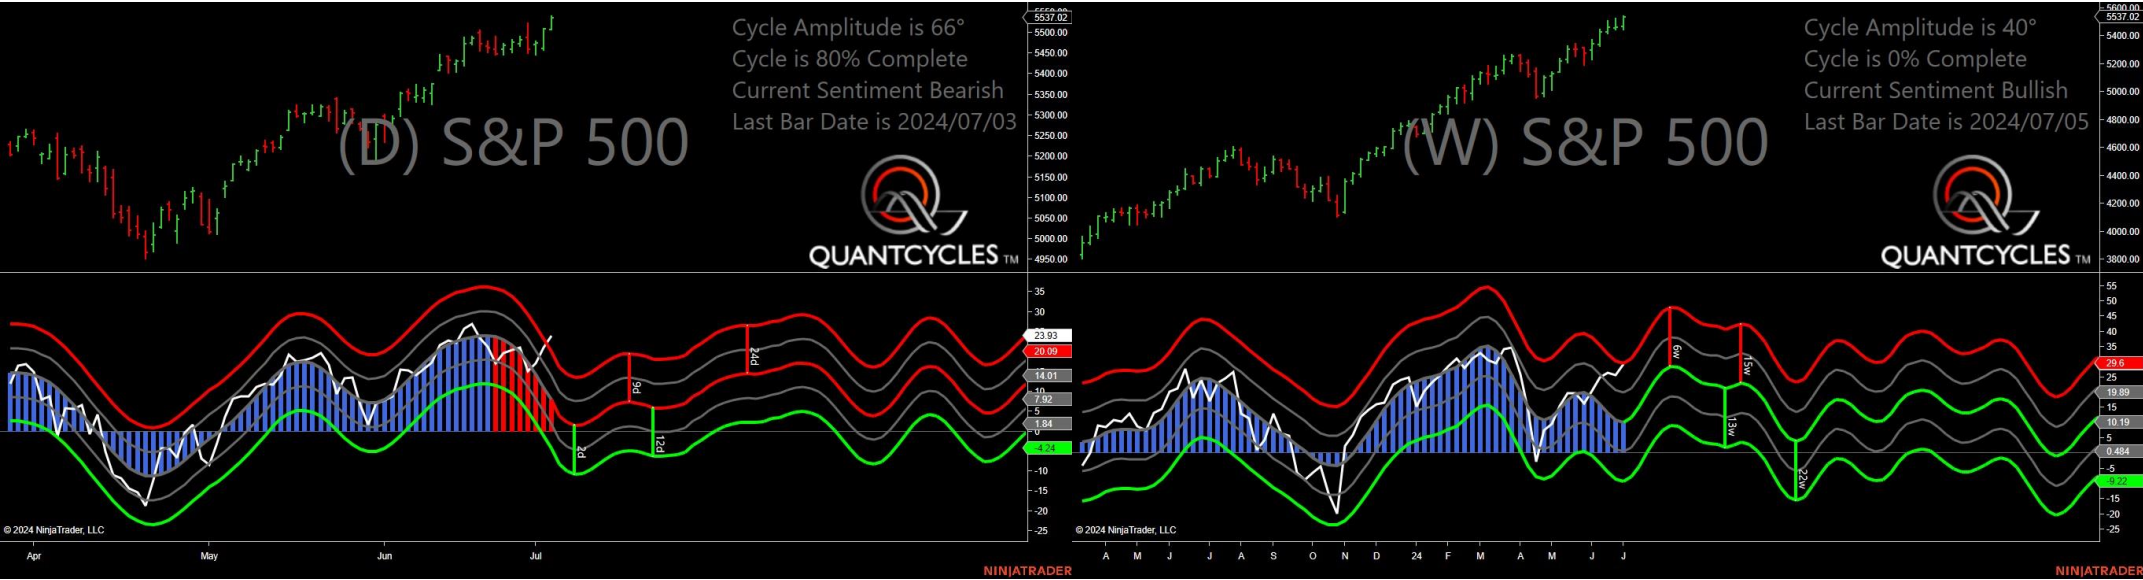 5550.00
5537.02
5500.00
5450.00
5400.00
5350.00
5300.00
5250.00
5200.00
5150.00
5100.00
5050.00
5000.00
4950.00
Cycle Amplitude is 66°
Cycle is 80% Complete
Current Sentiment Bearish
Last Bar Date is 2024/07/03
(D) S&P 500
QUANTCYCLES TM
35
30
23.93
20.09
14.01
10
7.92
5
1.84
0
-4.24
-10
-15
-20
-25
2d
9d
12d
24d
© 2024 NinjaTrader, LLC
Apr May Jun Jul
NINJATRADER
5600.00
5537.02
5400.00
5200.00
5000.00
4800.00
4600.00
4400.00
4200.00
4000.00
3800.00
Cycle Amplitude is 40°
Cycle is 0% Complete
Current Sentiment Bullish
Last Bar Date is 2024/07/05
(W) S&P 500
QUANTCYCLES TM
55
50
45
40
35
29.6
25
19.89
15
10.19
5
0.484
-5
-9.22
-15
-20
-25
6w
13w
15w
22w
© 2024 NinjaTrader, LLC
A M J J A S O N D 24 F M A M J J
NINJATRADER